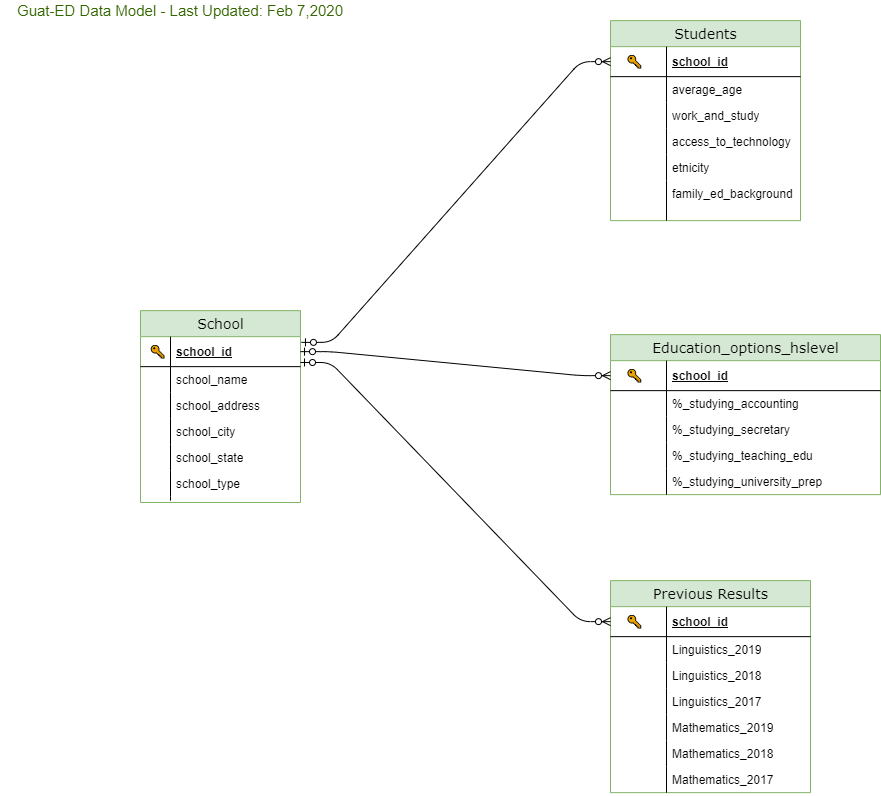 Guat-ED Data Model - Last Updated: Feb 7,2020
Students
school_id
average_age
work_and_study
access_to_technology
etnicity
family_ed_background
School
school_id
school_name
school_address
school_city
school_state
school_type
Education_options_hslevel
school_id
%_studying_accounting
%_studying_secretary
%_studying_teaching_edu
%_studying_university_prep
Previous Results
school_id
Linguistics_2019
Linguistics_2018
Linguistics_2017
Mathematics_2019
Mathematics_2018
Mathematics_2017